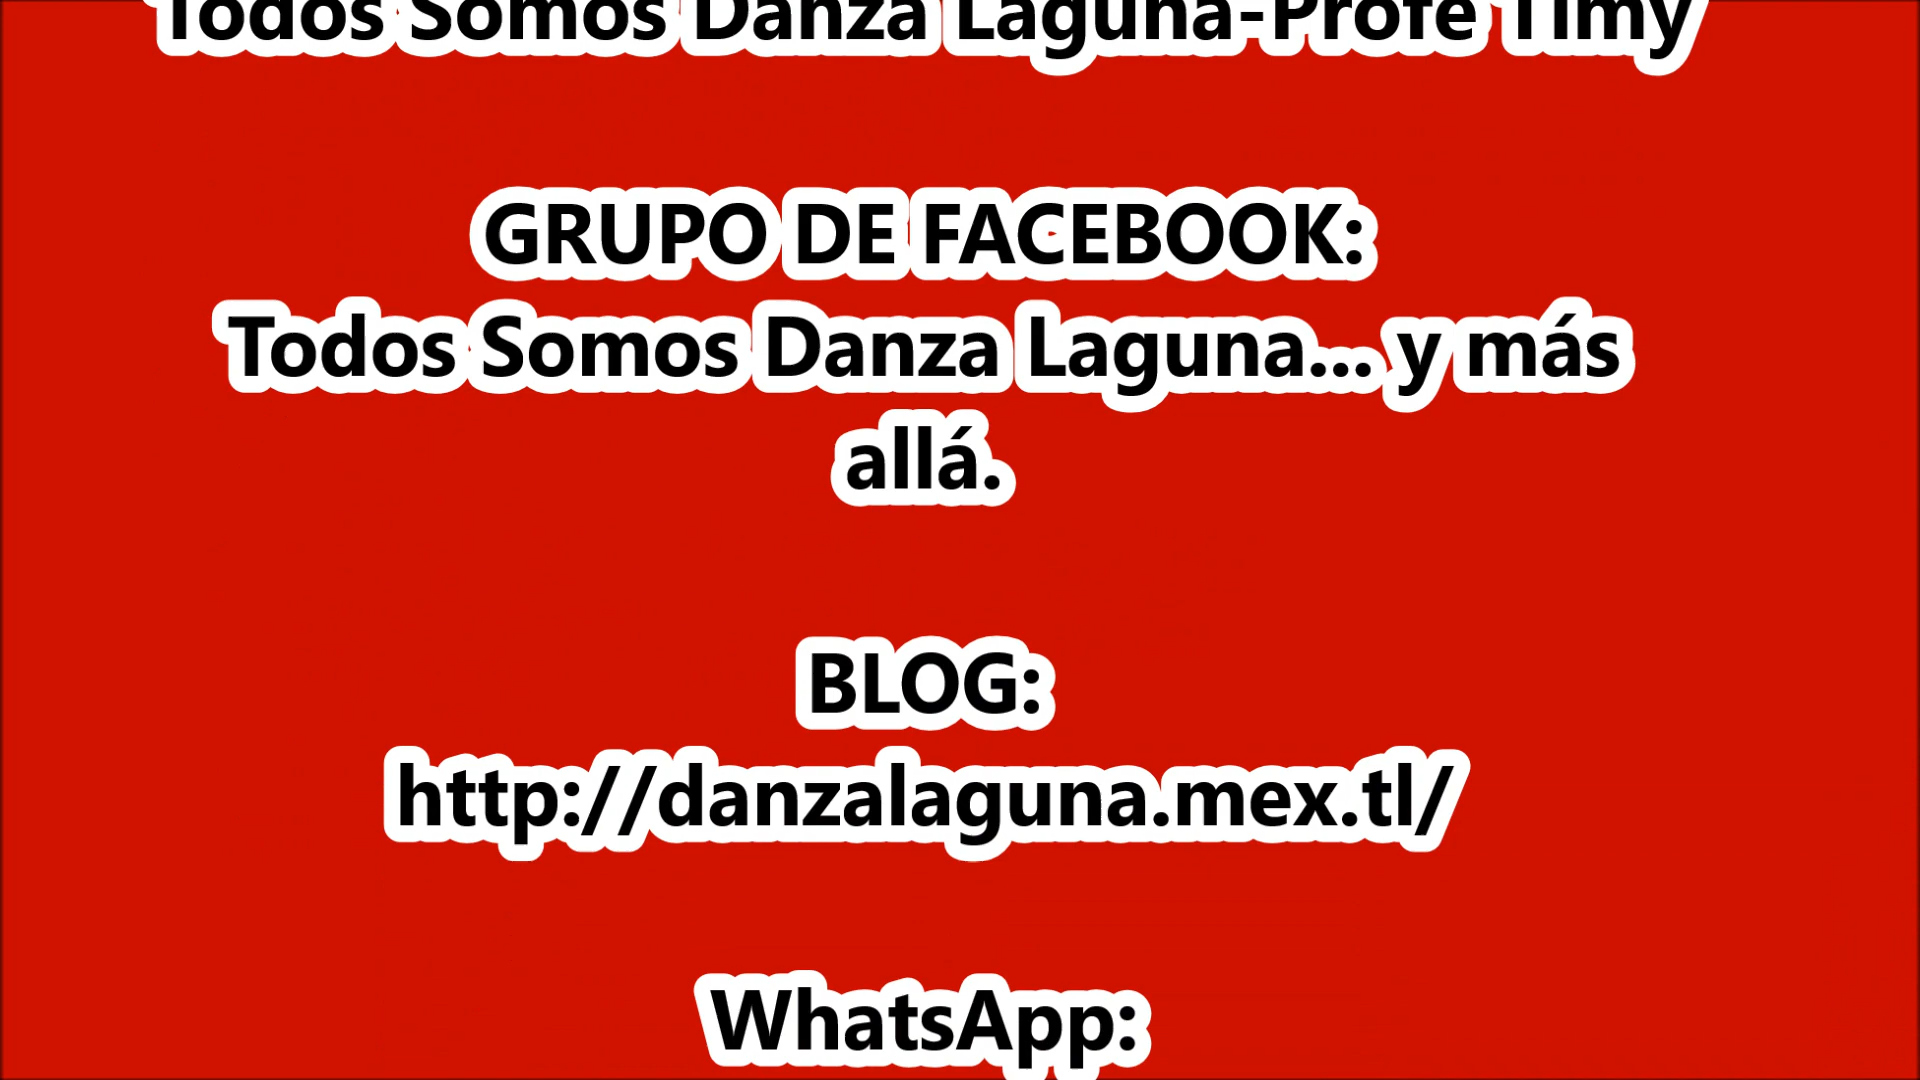 Todos Somos Danza Laguna-Profe Timy
GRUPO DE FACEBOOK:
Todos Somos Danza Laguna... y más
allá.
BLOG:
http://danzalaguna.mex.tl/
WhatsApp: